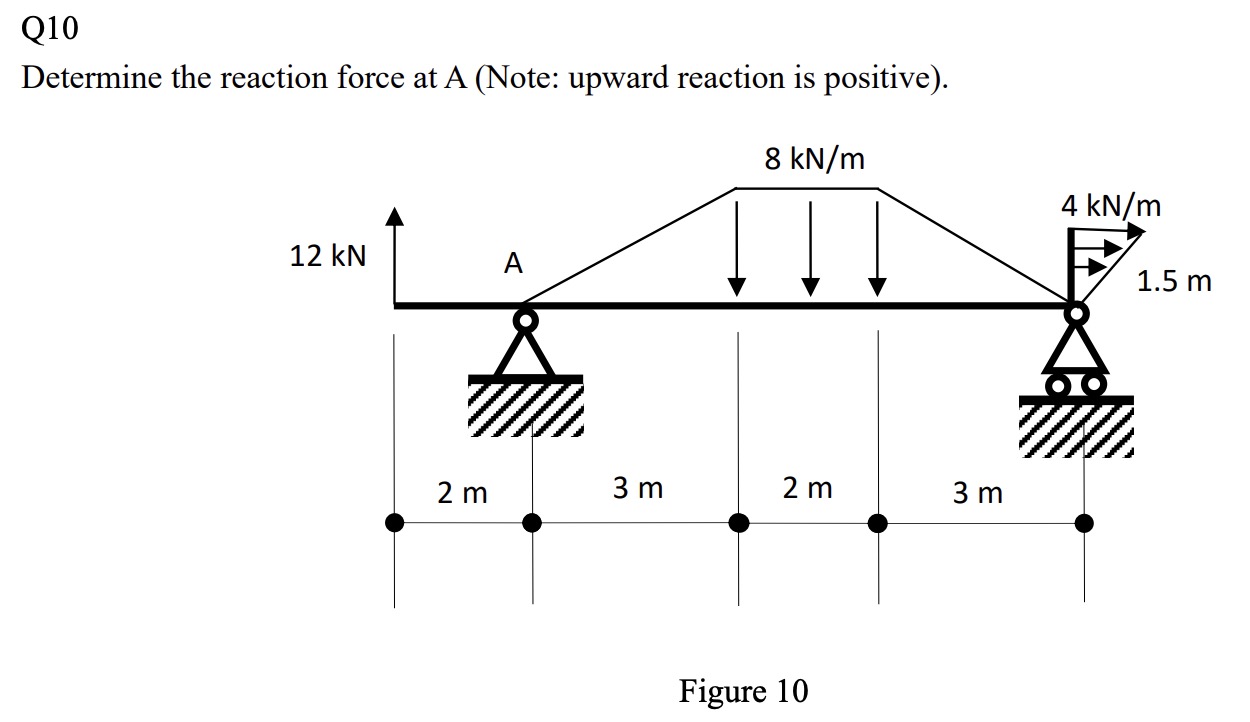 Q10
Determine the reaction force at A (Note: upward reaction is positive).
8 kN/m
4 kN/m
12 kN
A
1.5 m
2 m
3 m
2 m
3 m
Figure 10